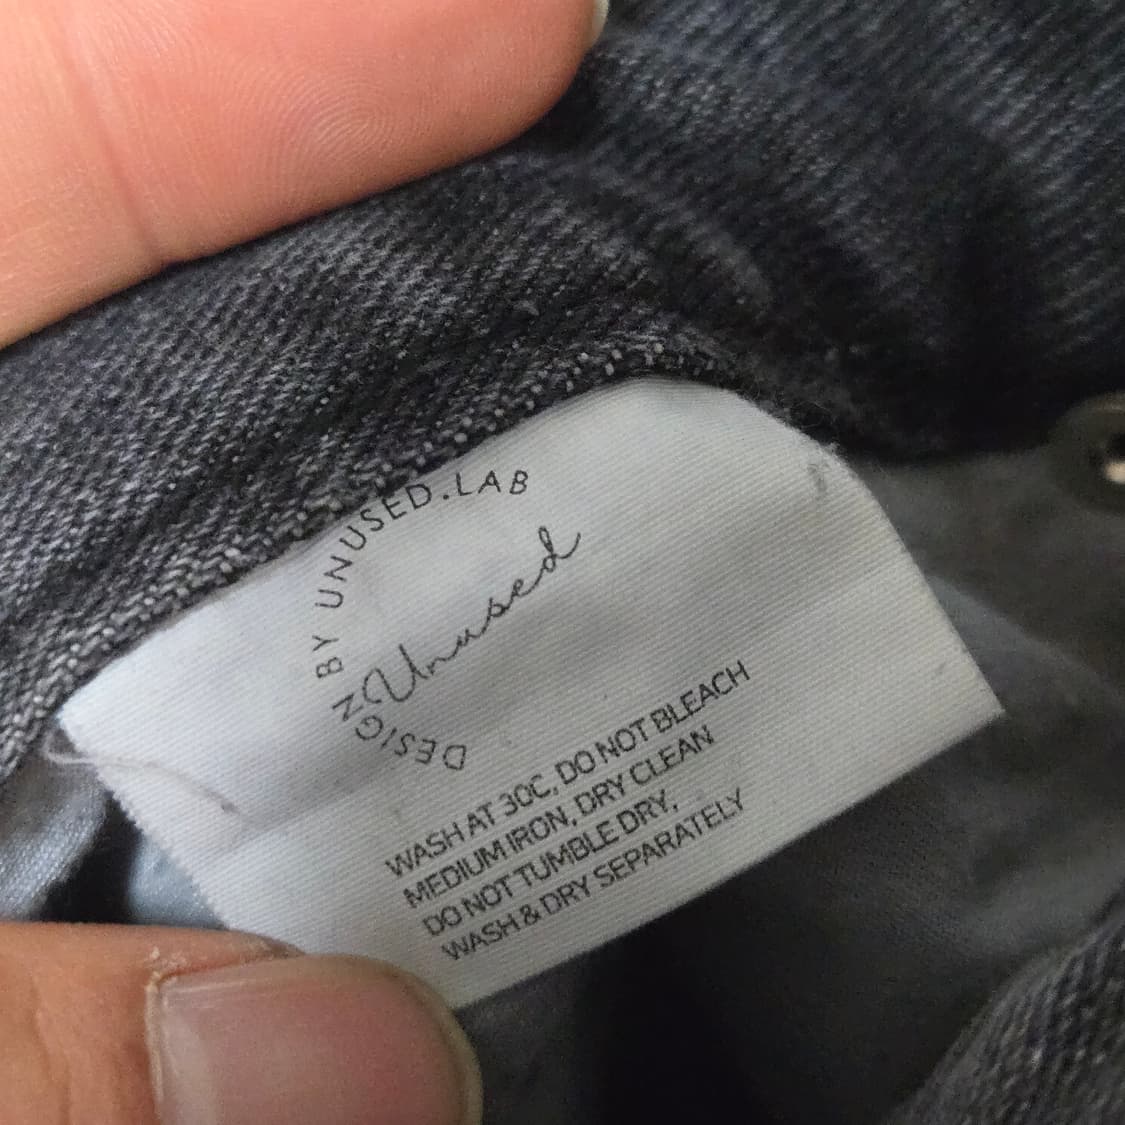 DESIGN BY UNUSED.LAB
Unused
WASH AT 30C, DO NOT BLEACH
MEDIUM IRON, DRY CLEAN
DO NOT TUMBLE DRY,
WASH & DRY SEPARATELY